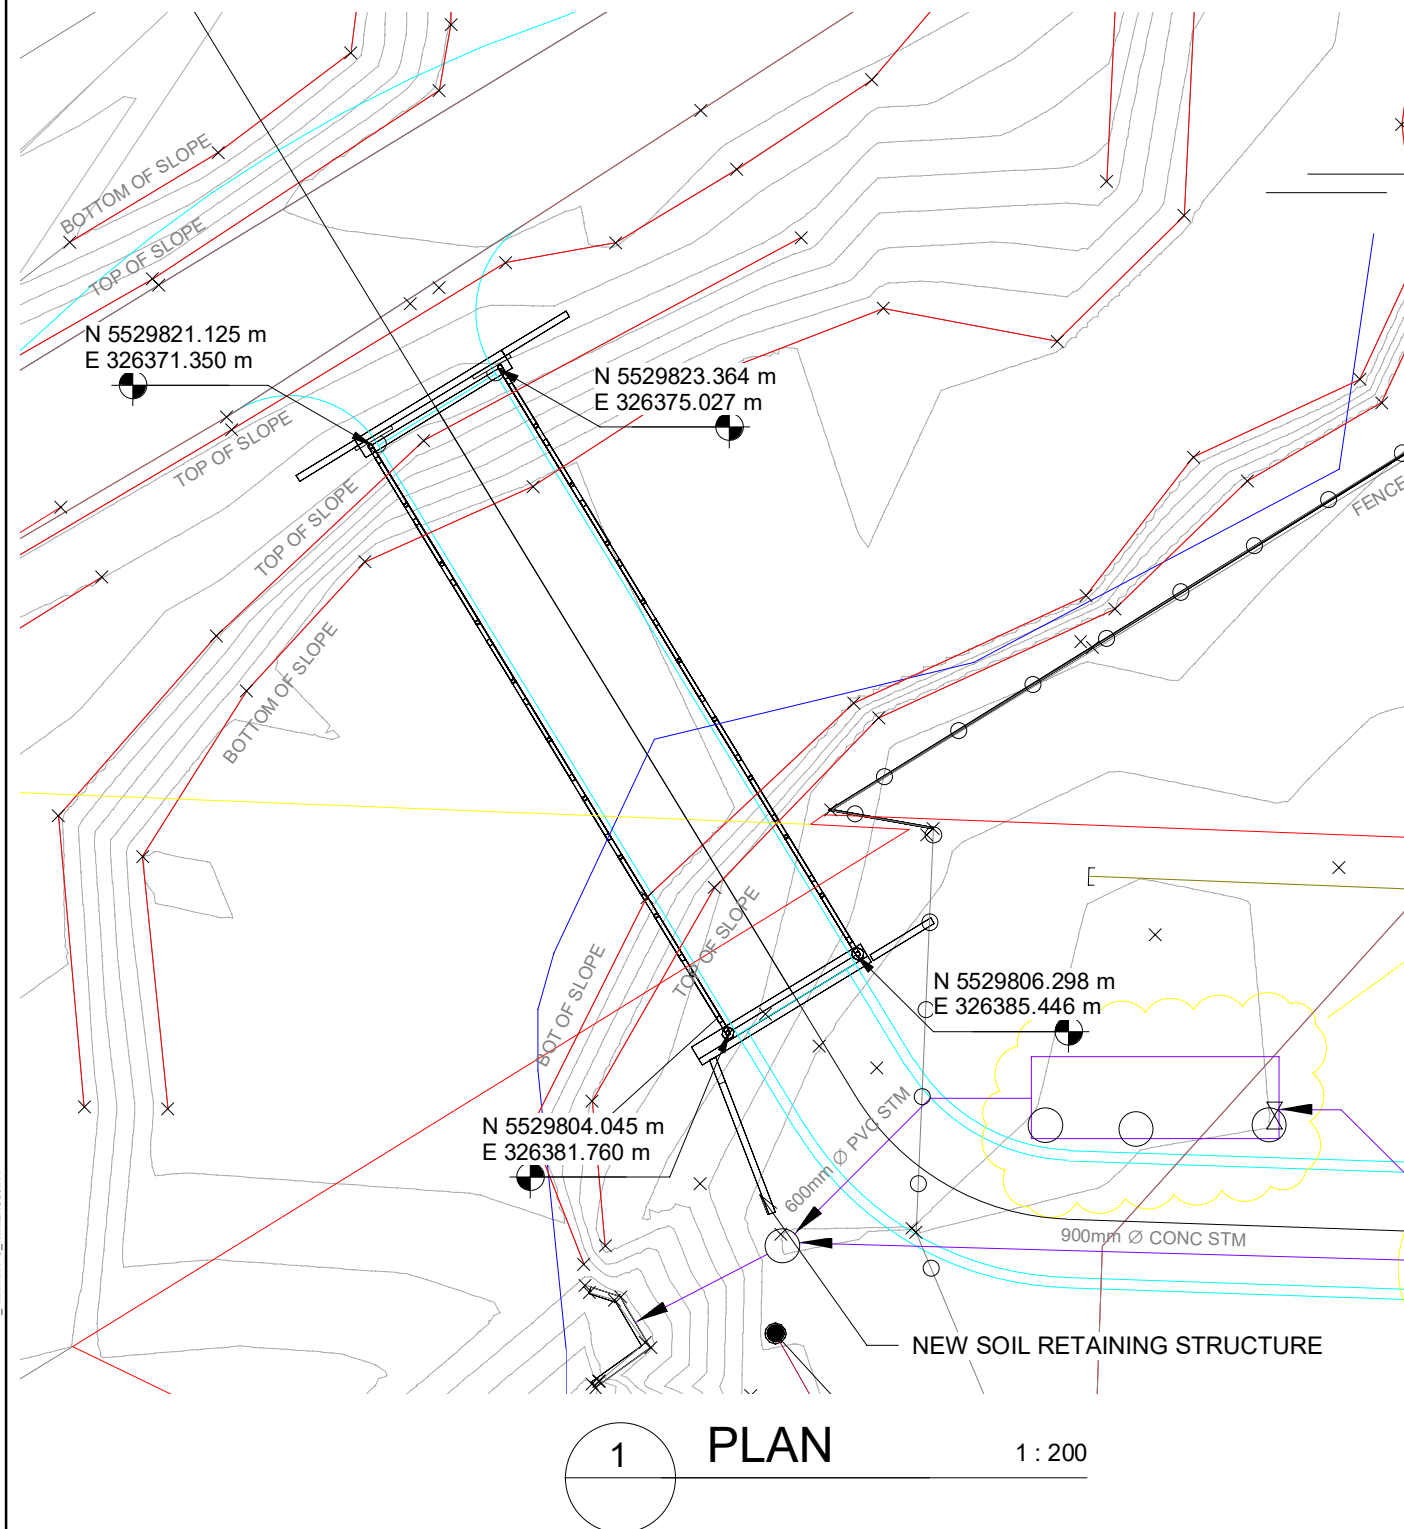 BOTTOM OF SLOPE
TOP OF SLOPE
N 5529821.125 m
E 326371.350 m
N 5529823.364 m
E 326375.027 m
TOP OF SLOPE
TOP OF SLOPE
FENCE
BOTTOM OF SLOPE
TOP OF SLOPE
BOT OF SLOPE
N 5529806.298 m
E 326385.446 m
N 5529804.045 m
E 326381.760 m
600mm Ø PVC STM
900mm Ø CONC STM
NEW SOIL RETAINING STRUCTURE
1
PLAN
1 : 200